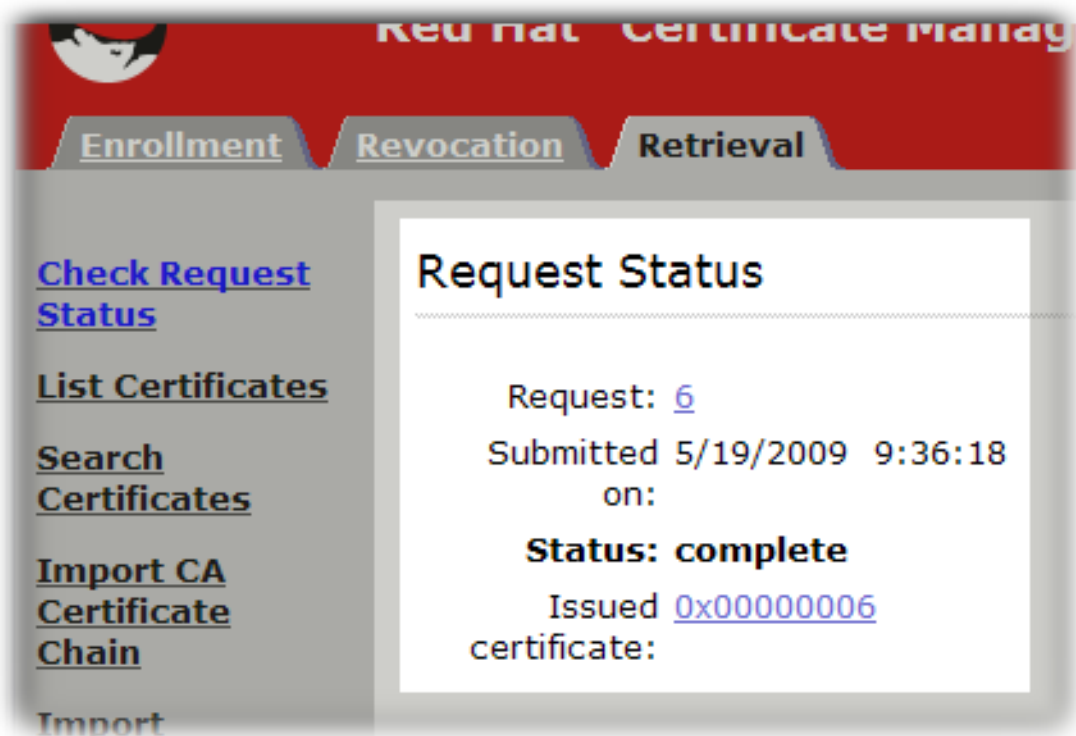 Red Hat Certificate Manag
Enrollment Revocation Retrieval
Check Request
Status
List Certificates
Search
Certificates
Import CA
Certificate
Chain
Import
Request Status
Request: 6
Submitted 5/19/2009 9:36:18
on:
Status: complete
Issued 0x00000006
certificate: